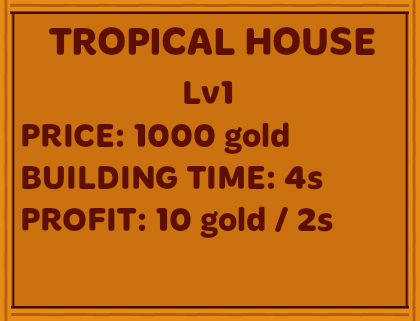 TROPICAL HOUSE
Lv1
PRICE: 1000 gold
BUILDING TIME: 4s
PROFIT: 10 gold / 2s